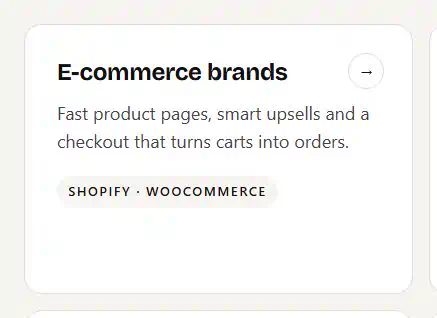 E-commerce brands →
Fast product pages, smart upsells and a
checkout that turns carts into orders.
SHOPIFY · WOOCOMMERCE